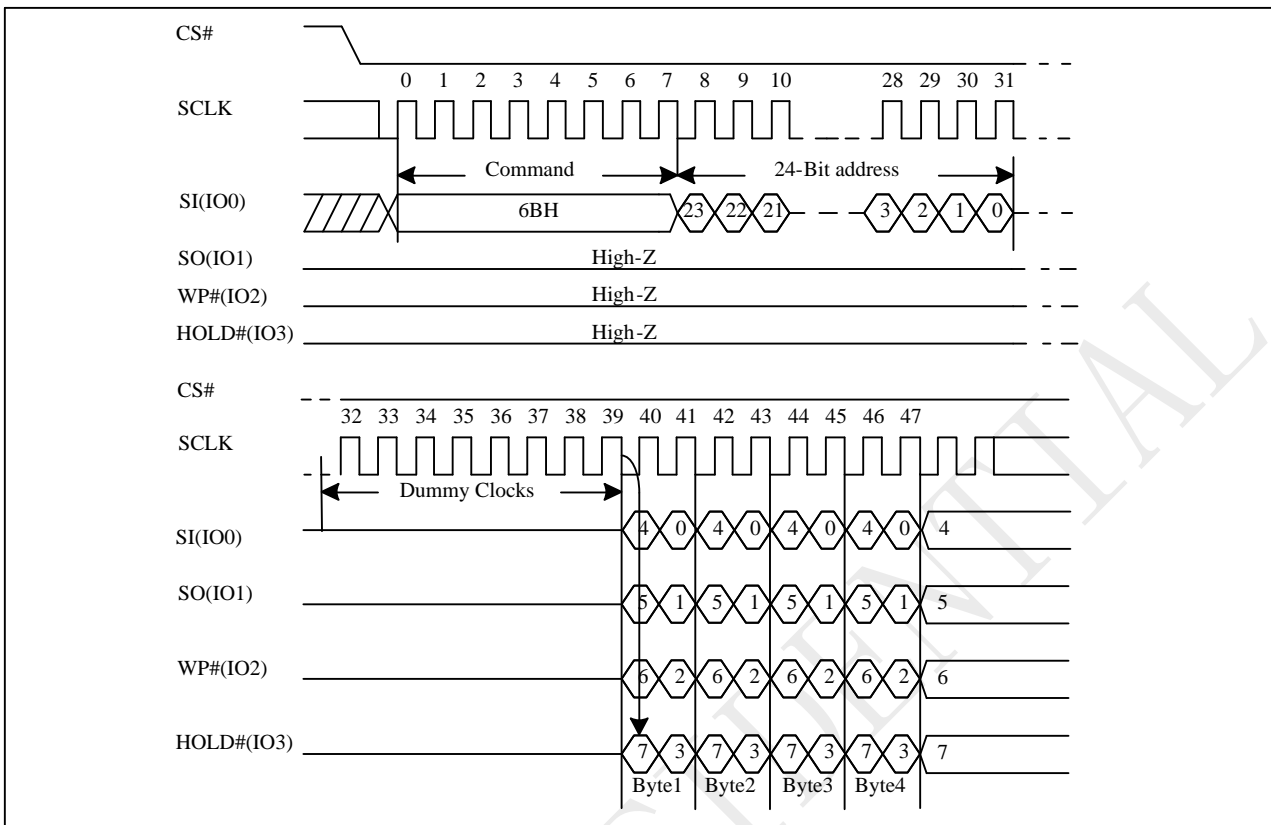 CS#
0 1 2 3 4 5 6 7 8 9 10 28 29 30 31
SCLK
Command 24-Bit address
SI(IO0) 6BH 23 22 21 3 2 1 0
SO(IO1) High-Z
WP#(IO2) High-Z
HOLD#(IO3) High-Z
CS#
32 33 34 35 36 37 38 39 40 41 42 43 44 45 46 47
SCLK
Dummy Clocks
SI(IO0) 4 0 4 0 4 0 4 0 4
SO(IO1) 5 1 5 1 5 1 5 1 5
WP#(IO2) 6 2 6 2 6 2 6 2 6
HOLD#(IO3) 7 3 7 3 7 3 7 3 7
Byte1 Byte2 Byte3 Byte4